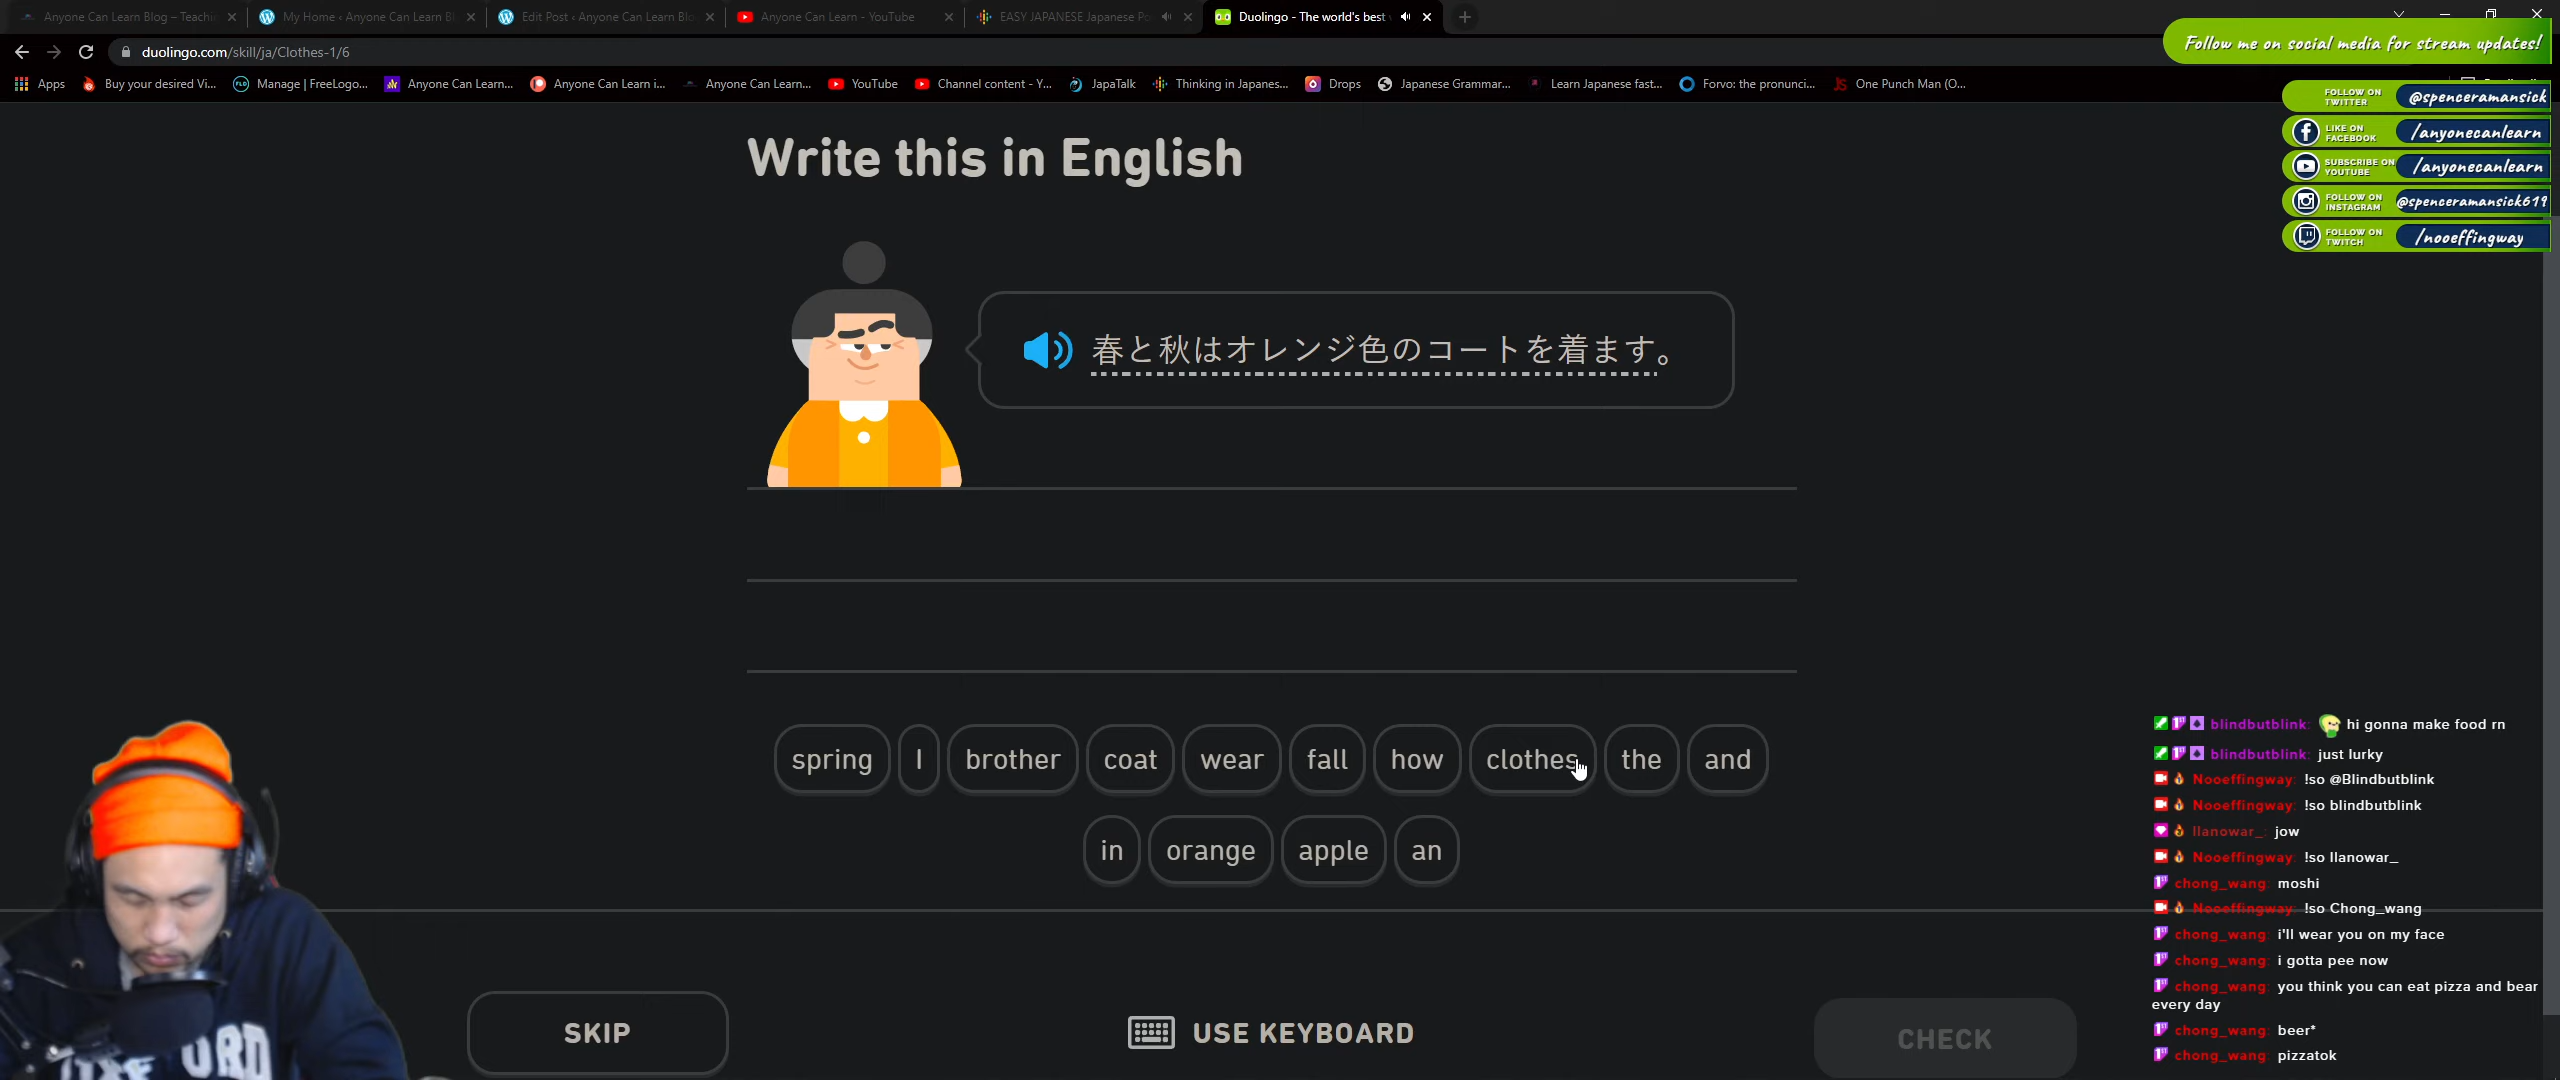 Anyone Can Learn Blog – Teachi
My Home ‹ Anyone Can Learn Bl
Edit Post ‹ Anyone Can Learn Blo
Anyone Can Learn - YouTube
EASY JAPANESE Japanese Po
Duolingo - The world's best
duolingo.com/skill/ja/Clothes-1/6
Apps
Buy your desired Vi...
Manage | FreeLogo...
Anyone Can Learn...
Anyone Can Learn i...
Anyone Can Learn...
YouTube
Channel content - Y...
JapaTalk
Thinking in Japanes...
Drops
Japanese Grammar...
Learn Japanese fast...
Forvo: the pronunci...
One Punch Man (O...
Follow me on social media for stream updates!
FOLLOW ON TWITTER
@spenceramansick
LIKE ON FACEBOOK
/anyonecanlearn
SUBSCRIBE ON YOUTUBE
/anyonecanlearn
FOLLOW ON INSTAGRAM
@spenceramansick619
FOLLOW ON TWITCH
/nooeffingway
Write this in English
春と秋はオレンジ色のコートを着ます。
spring I brother coat wear fall how clothes the and
in orange apple an
SKIP
USE KEYBOARD
CHECK
blindbutblink: hi gonna make food rn
blindbutblink: just lurky
Nooeffingway: !so @Blindbutblink
Nooeffingway: !so blindbutblink
llanowar_: jow
Nooeffingway: !so llanowar_
chong_wang: moshi
Nooeffingway: !so Chong_wang
chong_wang: i'll wear you on my face
chong_wang: i gotta pee now
chong_wang: you think you can eat pizza and bear
every day
chong_wang: beer*
chong_wang: pizzatok